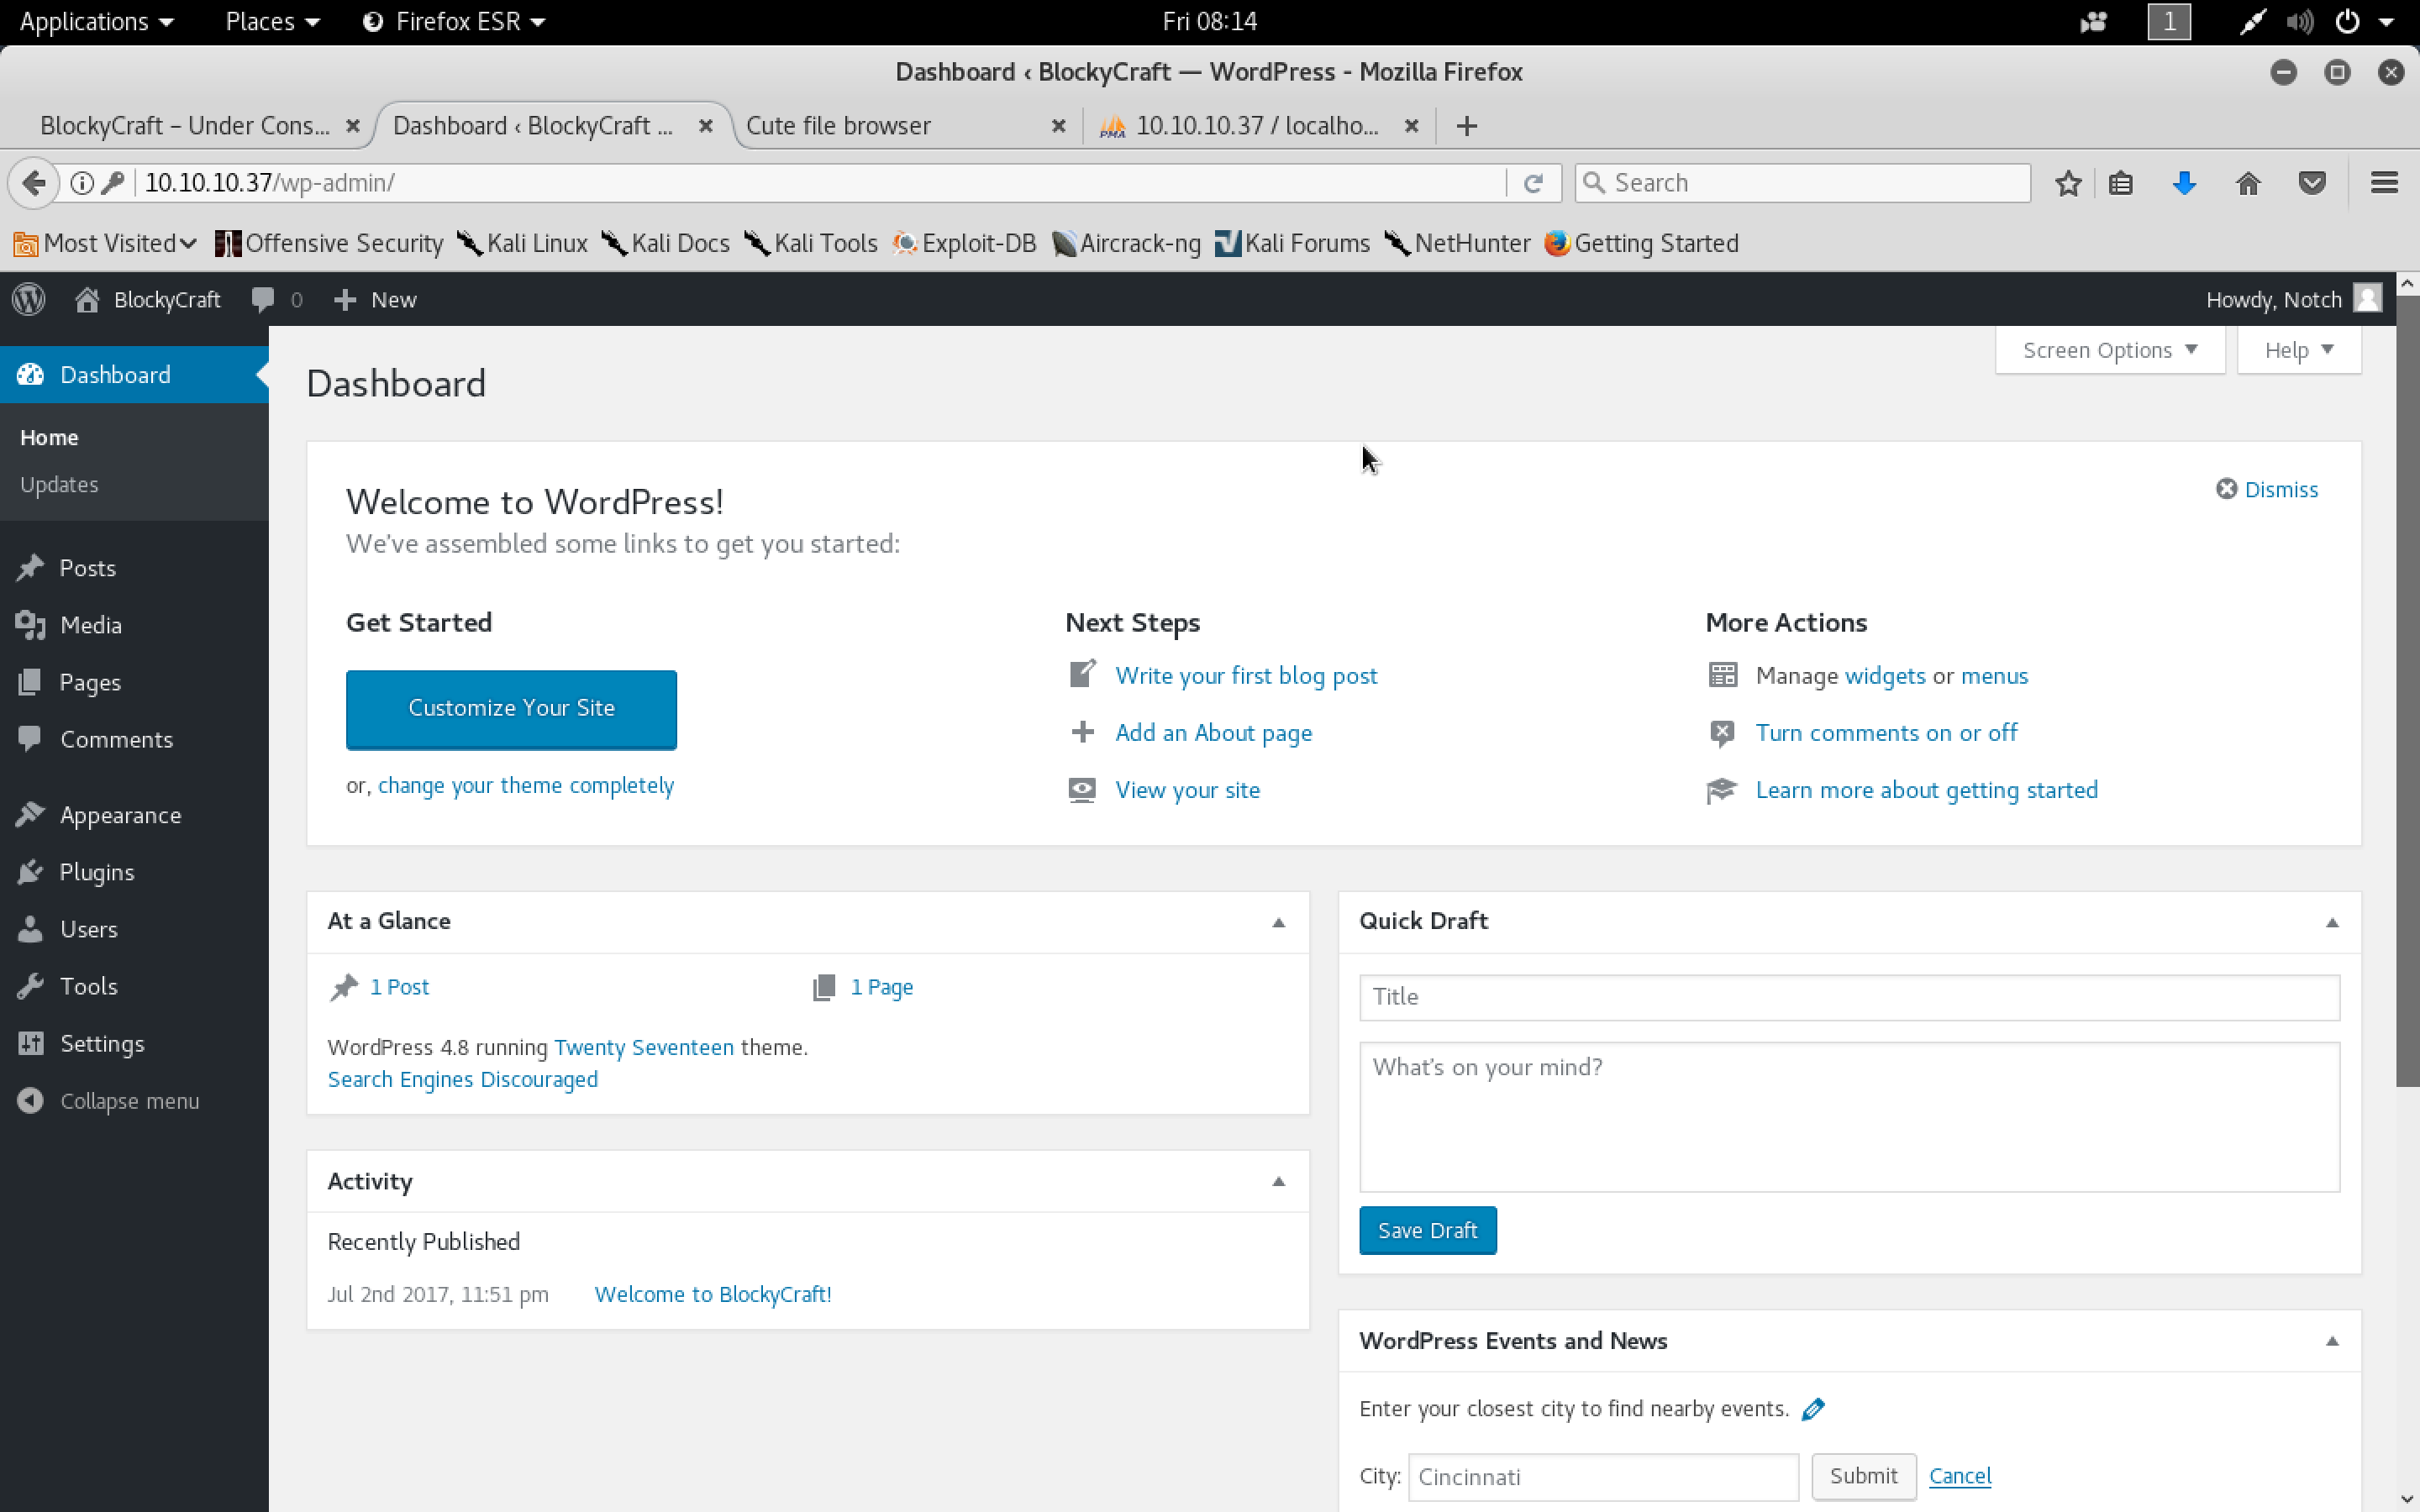 Applications Places Firefox ESR Fri 08:14 1
Dashboard ‹ BlockyCraft — WordPress - Mozilla Firefox
BlockyCraft – Under Cons... Dashboard ‹ BlockyCraft ... Cute file browser PMA 10.10.10.37 / localho...
10.10.10.37/wp-admin/ Search
Most Visited Offensive Security Kali Linux Kali Docs Kali Tools Exploit-DB Aircrack-ng Kali Forums NetHunter Getting Started
BlockyCraft 0 New Howdy, Notch
Screen Options Help
Dashboard
Home
Updates
Posts
Media
Pages
Comments
Appearance
Plugins
Users
Tools
Settings
Collapse menu
Dashboard
Welcome to WordPress! Dismiss
We've assembled some links to get you started:
Get Started
Customize Your Site
or, change your theme completely
Next Steps
Write your first blog post
Add an About page
View your site
More Actions
Manage widgets or menus
Turn comments on or off
Learn more about getting started
At a Glance
1 Post 1 Page
WordPress 4.8 running Twenty Seventeen theme.
Search Engines Discouraged
Activity
Recently Published
Jul 2nd 2017, 11:51 pm Welcome to BlockyCraft!
Quick Draft
Title
What's on your mind?
Save Draft
WordPress Events and News
Enter your closest city to find nearby events.
City: Cincinnati Submit Cancel